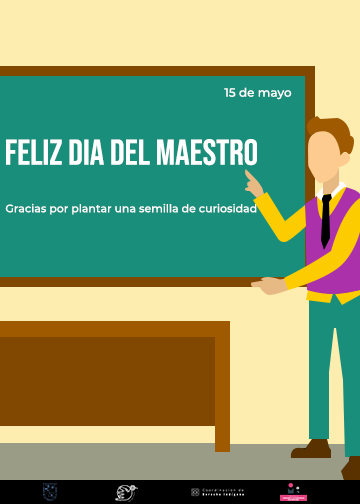 15 de mayo
FELIZ DIA DEL MAESTRO
Gracias por plantar una semilla de curiosidad
Coordinación de
Derecho Indígena